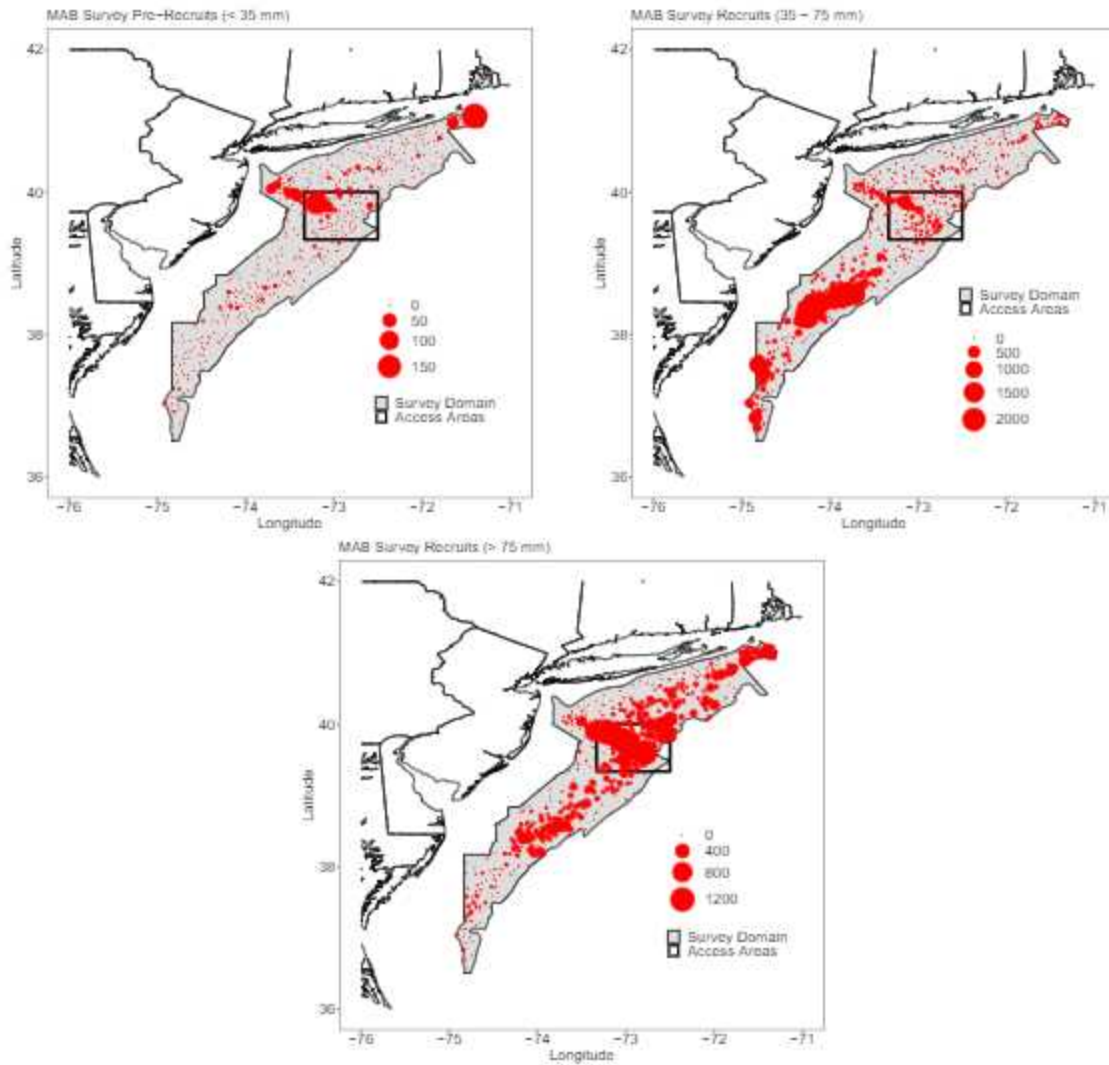 MAB Survey Pre-Recruits (< 35 mm)
42
40
38
36
Latitude
0
50
100
150
Survey Domain
Access Areas
-76 -75 -74 -73 -72 -71
Longitude
MAB Survey Recruits (35 - 75 mm)
42
40
38
36
Latitude
Survey Domain
Access Areas
0
500
1000
1500
2000
-76 -75 -74 -73 -72 -71
Longitude
MAB Survey Recruits (> 75 mm)
42
40
38
36
Latitude
0
400
800
1200
Survey Domain
Access Areas
-76 -75 -74 -73 -72 -71
Longitude